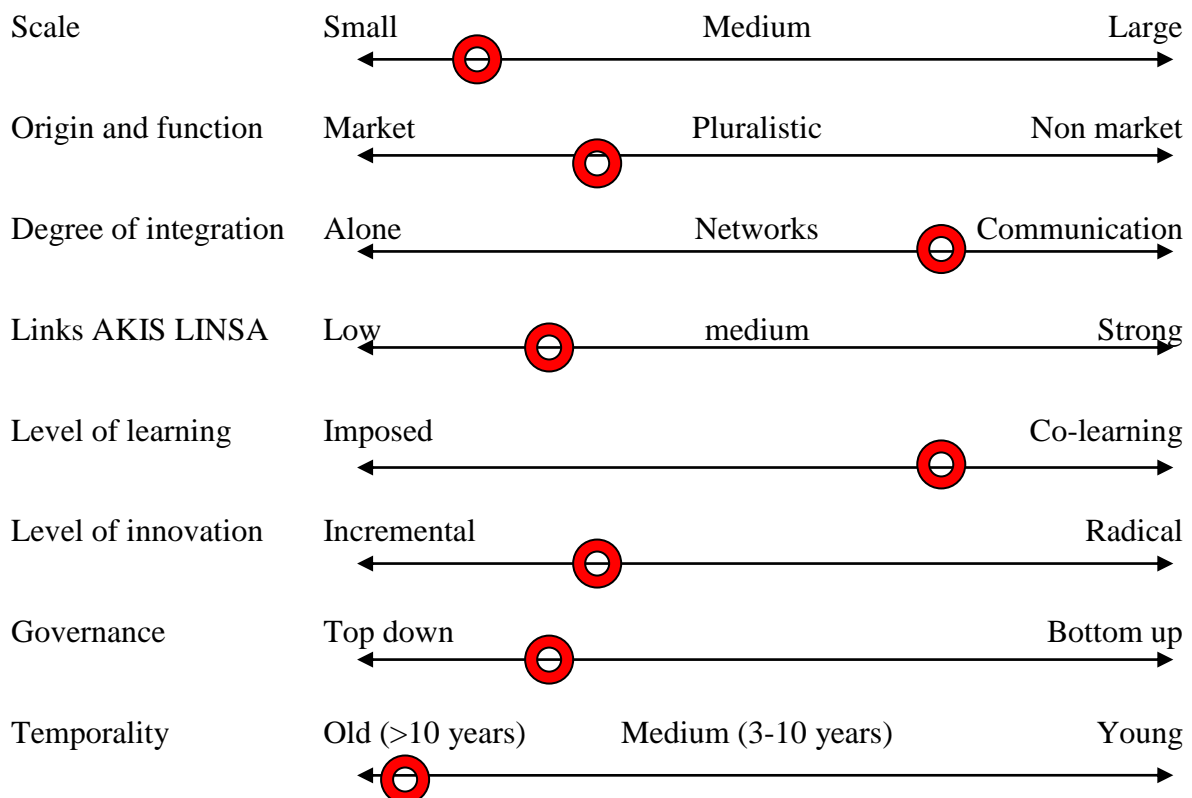 Scale Small Medium Large
Origin and function Market Pluralistic Non market
Degree of integration Alone Networks Communication
Links AKIS LINSA Low medium Strong
Level of learning Imposed Co-learning
Level of innovation Incremental Radical
Governance Top down Bottom up
Temporality Old (>10 years) Medium (3-10 years) Young